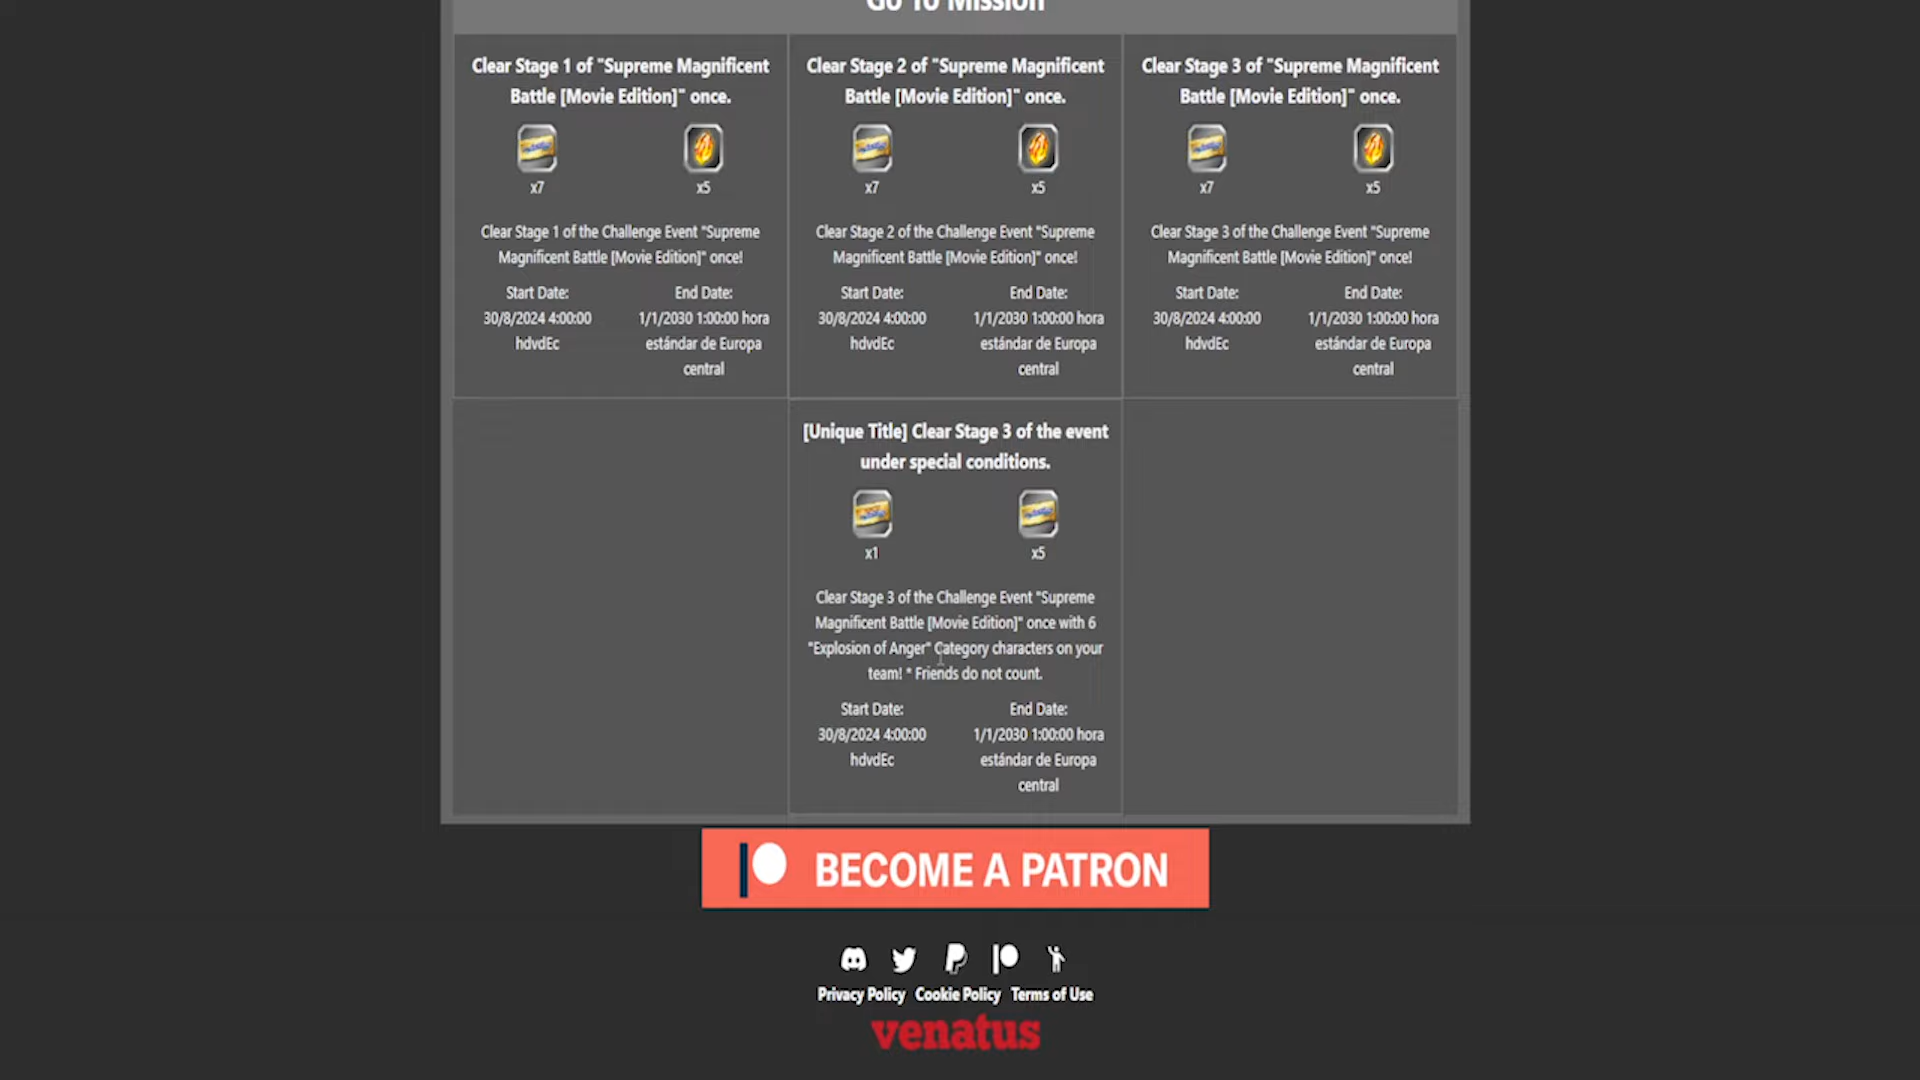 Go To Mission
Clear Stage 1 of "Supreme Magnificent
Battle [Movie Edition]" once.
x7
x5
Clear Stage 1 of the Challenge Event "Supreme
Magnificent Battle [Movie Edition]" once!
Start Date:
30/8/2024 4:00:00
hdvdEc
End Date:
1/1/2030 1:00:00 hora
estándar de Europa
central
Clear Stage 2 of "Supreme Magnificent
Battle [Movie Edition]" once.
x7
x5
Clear Stage 2 of the Challenge Event "Supreme
Magnificent Battle [Movie Edition]" once!
Start Date:
30/8/2024 4:00:00
hdvdEc
End Date:
1/1/2030 1:00:00 hora
estándar de Europa
central
Clear Stage 3 of "Supreme Magnificent
Battle [Movie Edition]" once.
x7
x5
Clear Stage 3 of the Challenge Event "Supreme
Magnificent Battle [Movie Edition]" once!
Start Date:
30/8/2024 4:00:00
hdvdEc
End Date:
1/1/2030 1:00:00 hora
estándar de Europa
central
[Unique Title] Clear Stage 3 of the event
under special conditions.
x1
x5
Clear Stage 3 of the Challenge Event "Supreme
Magnificent Battle [Movie Edition]" once with 6
"Explosion of Anger" Category characters on your
team! * Friends do not count.
Start Date:
30/8/2024 4:00:00
hdvdEc
End Date:
1/1/2030 1:00:00 hora
estándar de Europa
central
BECOME A PATRON
Privacy Policy Cookie Policy Terms of Use
venatus